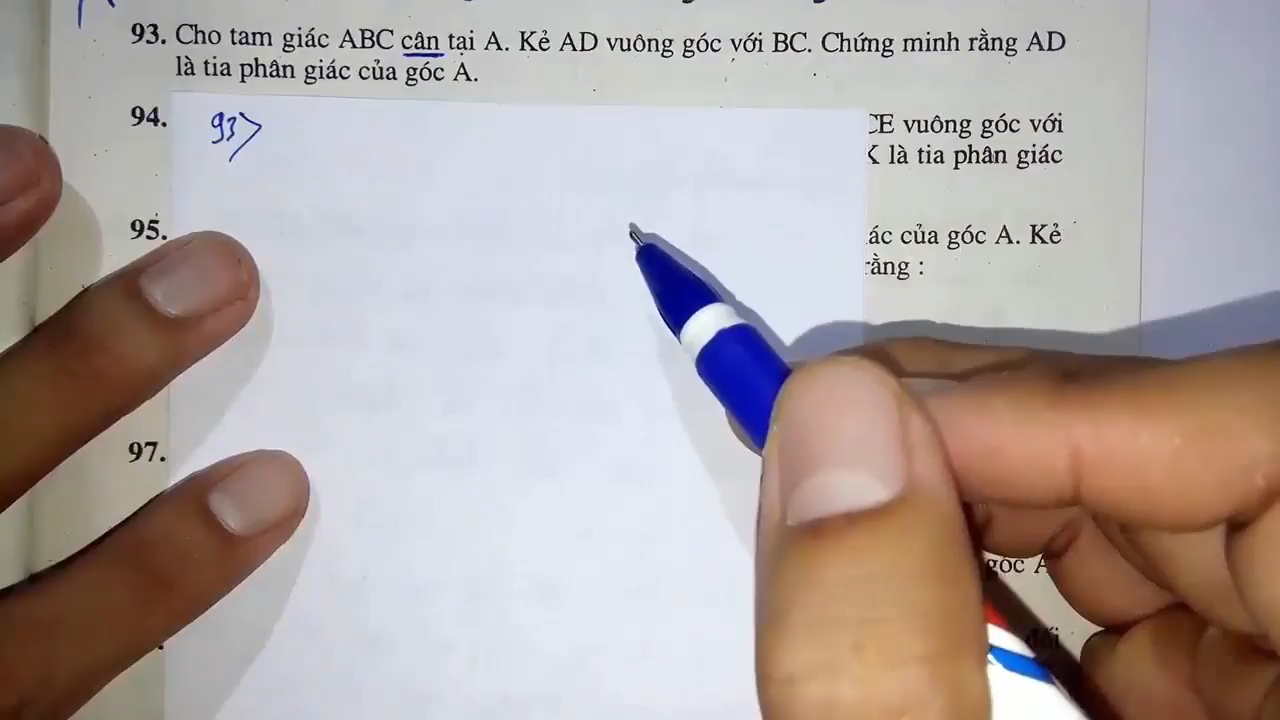 93. Cho tam giác ABC cân tại A. Kẻ AD vuông góc với BC. Chứng minh rằng AD
là tia phân giác của góc A.
94. CE vuông góc với
93>
K là tia phân giác
95. ác của góc A. Kẻ
rằng :
97.
góc A
đối